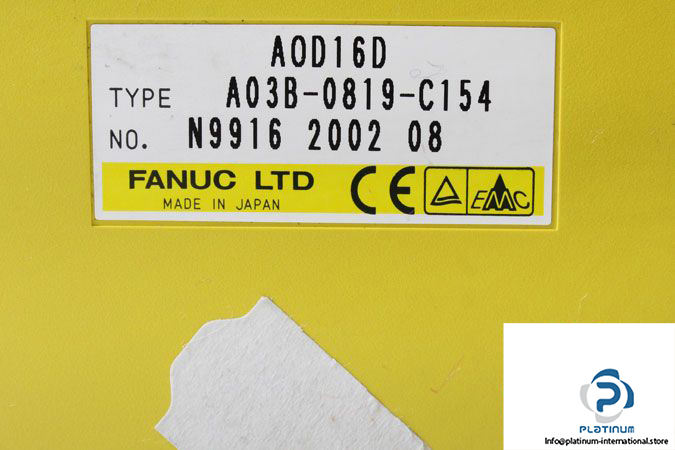 AOD16D
TYPE A03B-0819-C154
NO. N9916 2002 08
FANUC LTD
MADE IN JAPAN
CE
EMC
PLATINUM
Info@platinum-international.store